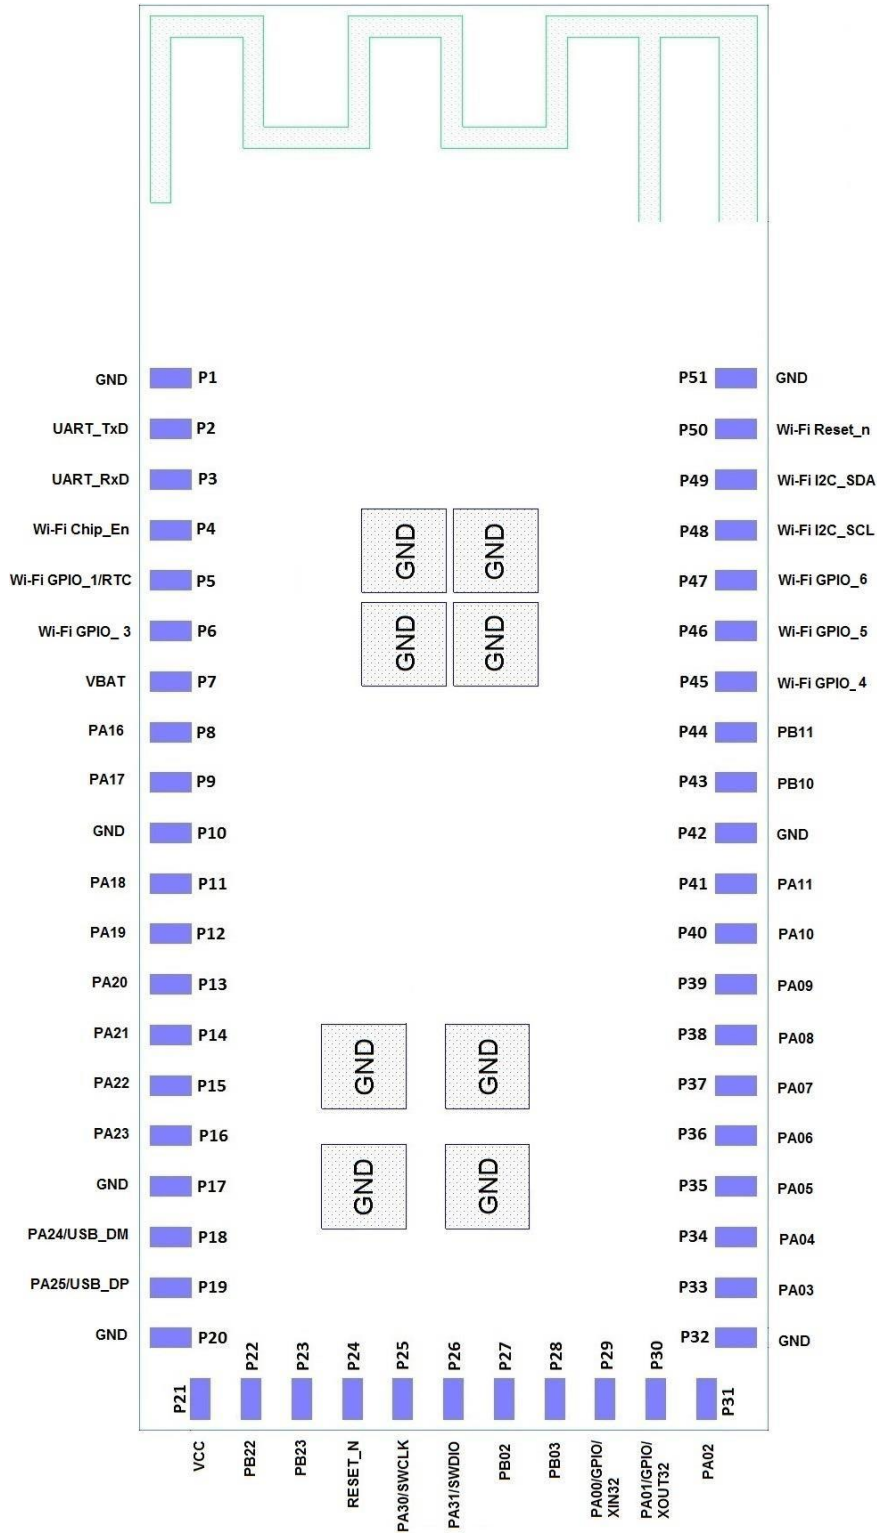 GND P1
UART_TxD P2
UART_RxD P3
Wi-Fi Chip_En P4
Wi-Fi GPIO_1/RTC P5
Wi-Fi GPIO_ 3 P6
VBAT P7
PA16 P8
PA17 P9
GND P10
PA18 P11
PA19 P12
PA20 P13
PA21 P14
PA22 P15
PA23 P16
GND P17
PA24/USB_DM P18
PA25/USB_DP P19
GND P20
GND GND
GND GND
GND GND
GND GND
P51 GND
P50 Wi-Fi Reset_n
P49 Wi-Fi I2C_SDA
P48 Wi-Fi I2C_SCL
P47 Wi-Fi GPIO_6
P46 Wi-Fi GPIO_5
P45 Wi-Fi GPIO_4
P44 PB11
P43 PB10
P42 GND
P41 PA11
P40 PA10
P39 PA09
P38 PA08
P37 PA07
P36 PA06
P35 PA05
P34 PA04
P33 PA03
P32 GND
P21 VCC
P22 PB22
P23 PB23
P24 RESET_N
P25 PA30/SWCLK
P26 PA31/SWDIO
P27 PB02
P28 PB03
P29 PA00/GPIO/
XIN32
P30 PA01/GPIO/
XOUT32
P31 PA02